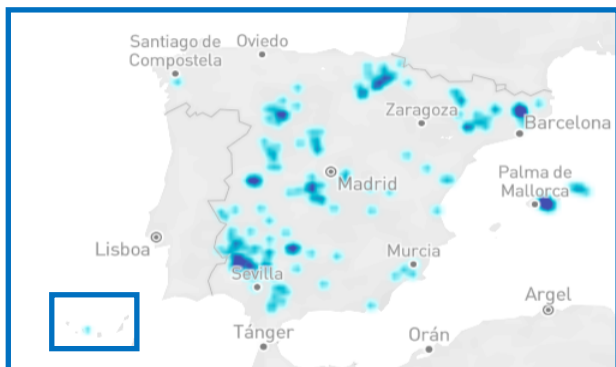 Santiago de
Compostela
Oviedo
Zaragoza
Barcelona
Madrid
Palma de
Mallorca
Lisboa
Murcia
Sevilla
Argel
Tánger
Orán